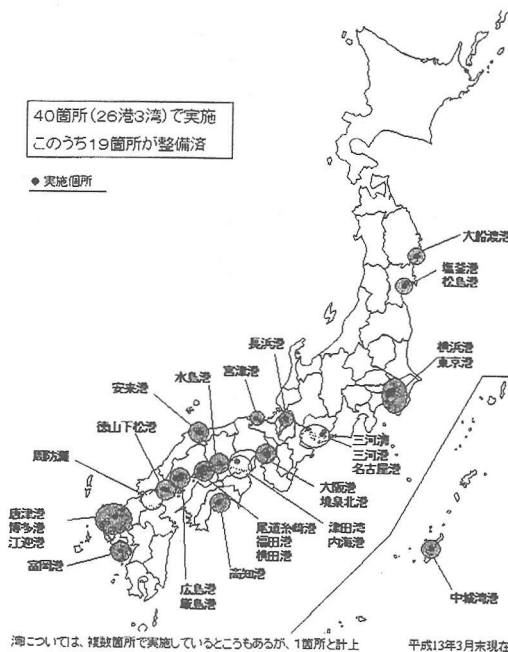 40箇所(26港3湾)で実施
このうち19箇所が整備済
●実施個所
大船渡港
塩釜港
松島港
横浜港
東京港
長浜港
宮津港
水島港
安来港
徳山下松港
周防灘
三河湾
三河港
名古屋港
大阪港
堺泉北港
唐津港
博多港
江迎港
富岡港
尾道糸崎港
福田港
横田港
津田湾
内海港
高知港
広島港
厳島港
中城湾港
湾については、複数箇所で実施しているところもあるが、1箇所と計上
平成13年3月末現在